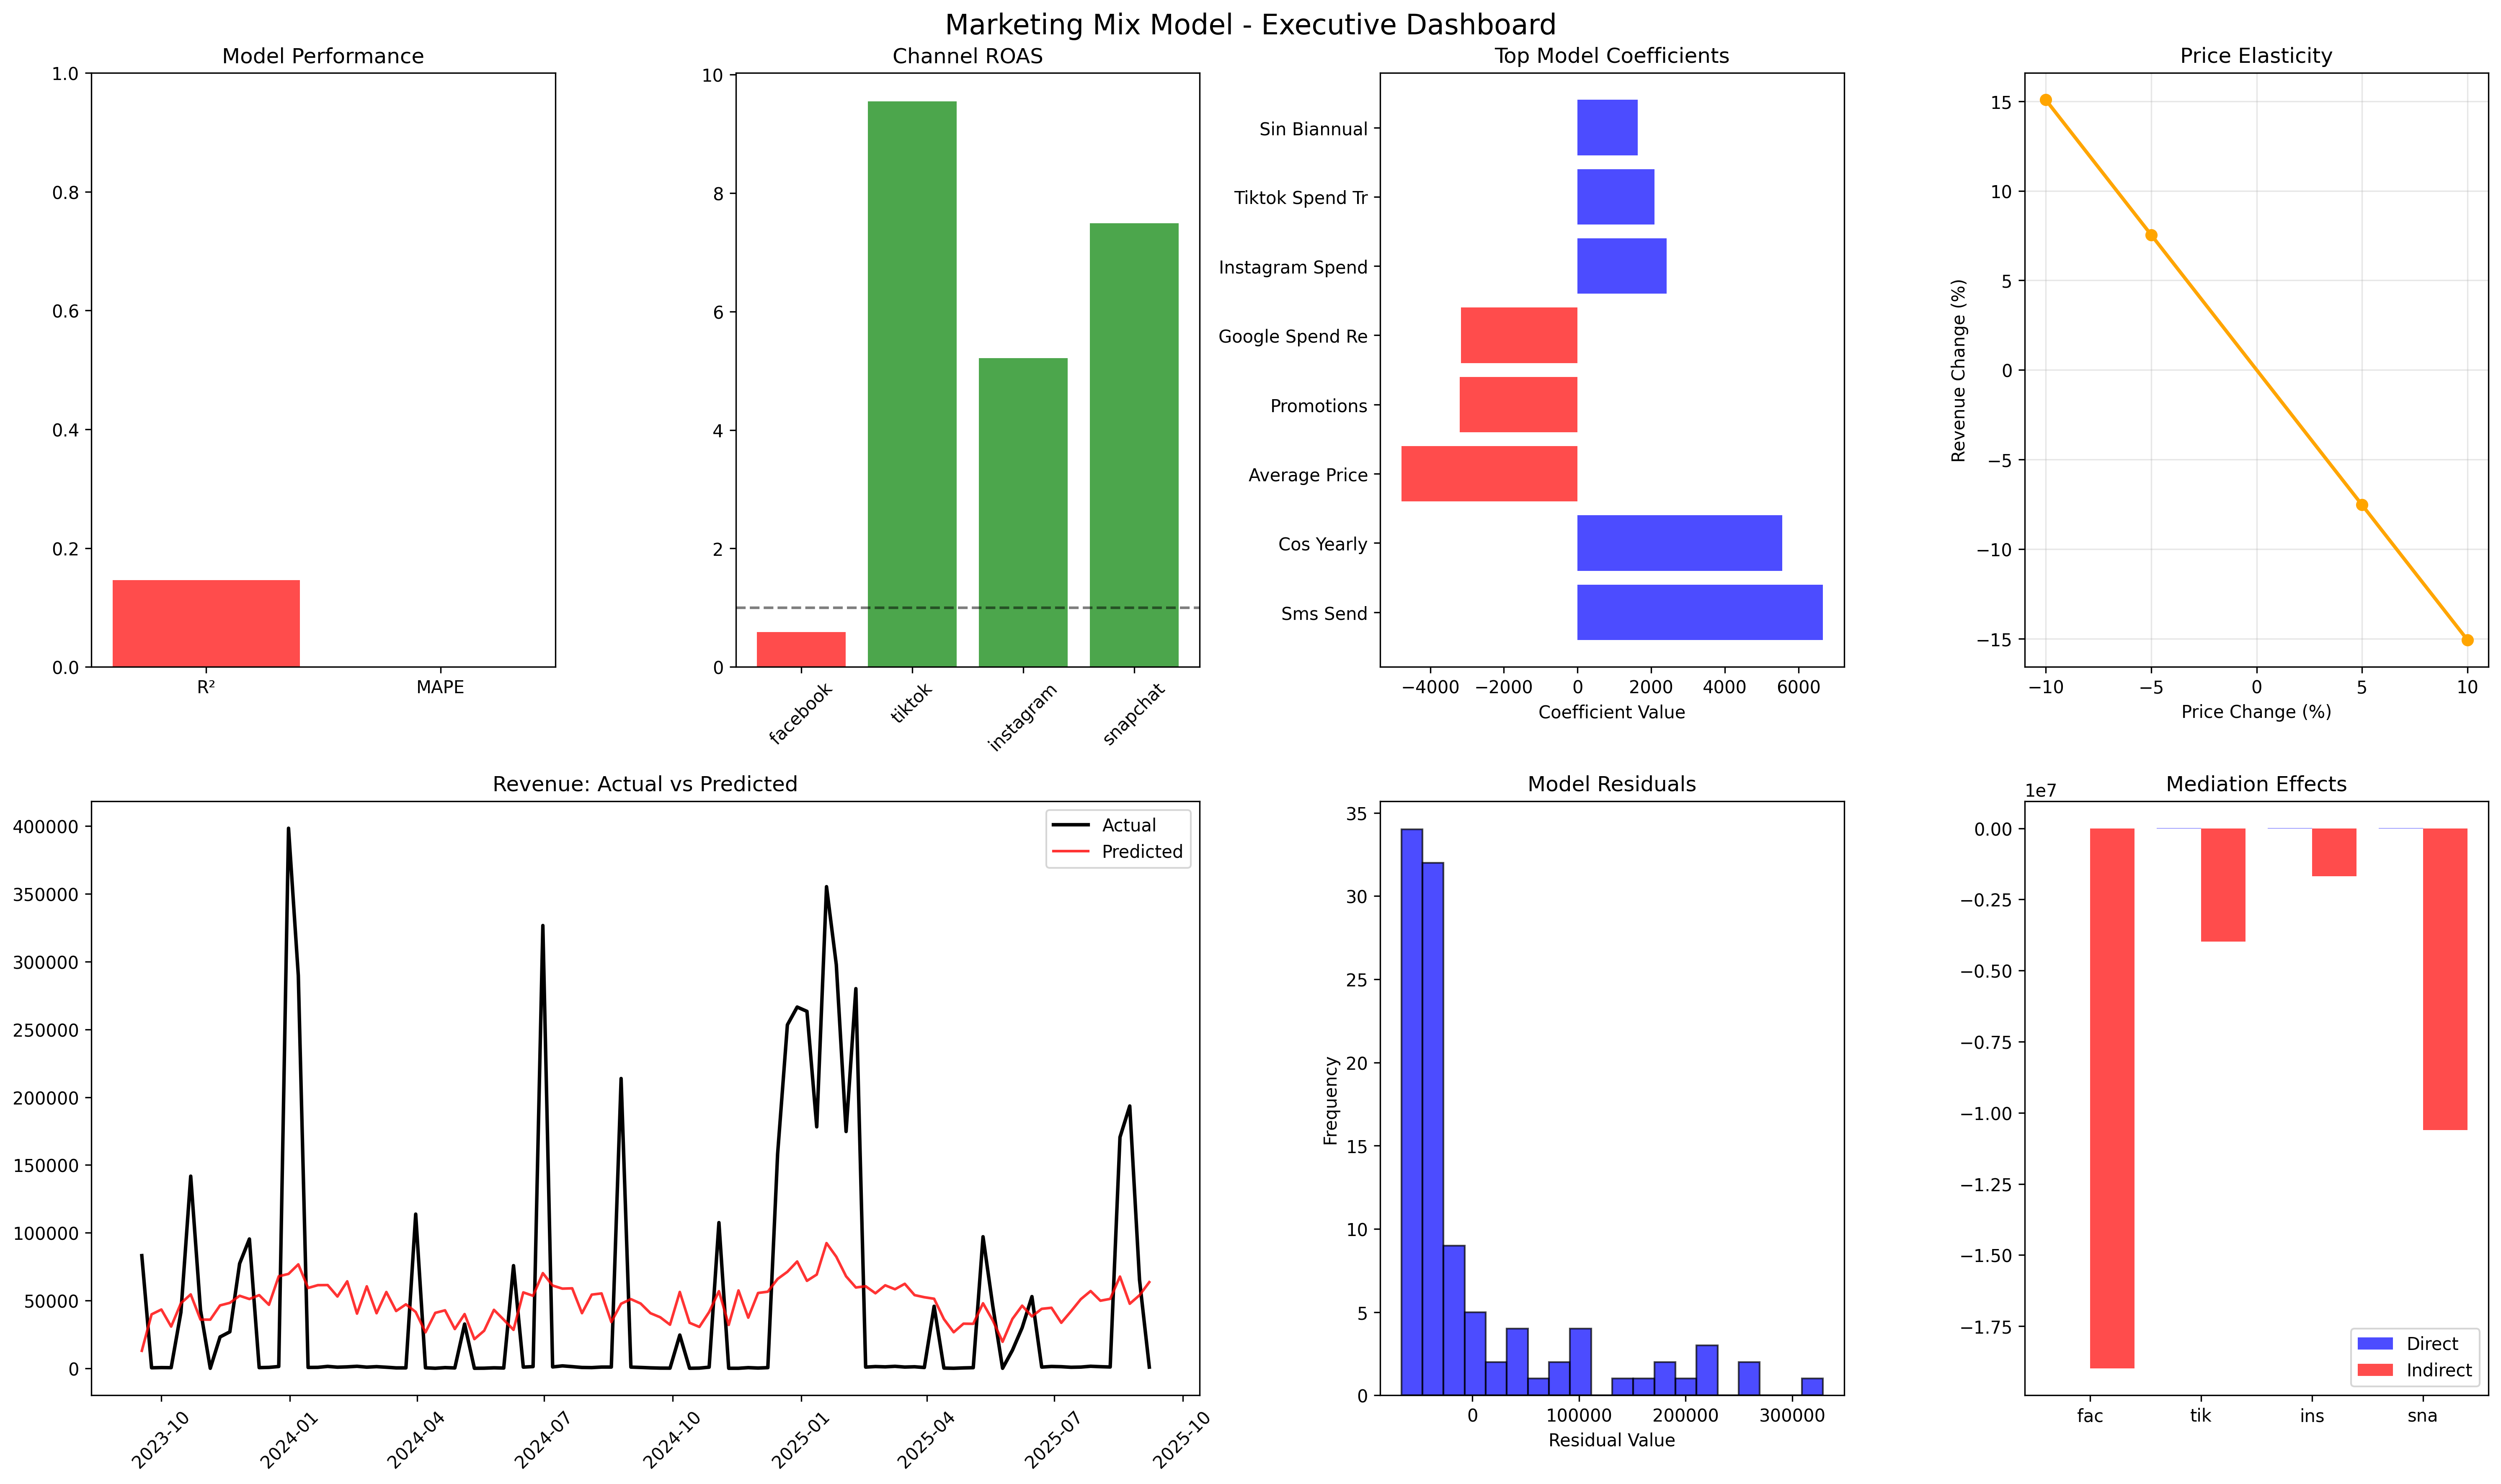 Marketing Mix Model - Executive Dashboard
Model Performance
1.0
0.8
0.6
0.4
0.2
0.0
R²
MAPE
Channel ROAS
10
8
6
4
2
0
facebook
tiktok
instagram
snapchat
Top Model Coefficients
Sin Biannual
Tiktok Spend Tr
Instagram Spend
Google Spend Re
Promotions
Average Price
Cos Yearly
Sms Send
−4000
−2000
0
2000
4000
6000
Coefficient Value
Price Elasticity
Revenue Change (%)
15
10
5
0
−5
−10
−15
−10
−5
0
5
10
Price Change (%)
Revenue: Actual vs Predicted
400000
350000
300000
250000
200000
150000
100000
50000
0
Actual
Predicted
2023-10
2024-01
2024-04
2024-07
2024-10
2025-01
2025-04
2025-07
2025-10
Model Residuals
Frequency
35
30
25
20
15
10
5
0
0
100000
200000
300000
Residual Value
Mediation Effects
1e7
0.00
−0.25
−0.50
−0.75
−1.00
−1.25
−1.50
−1.75
Direct
Indirect
fac
tik
ins
sna